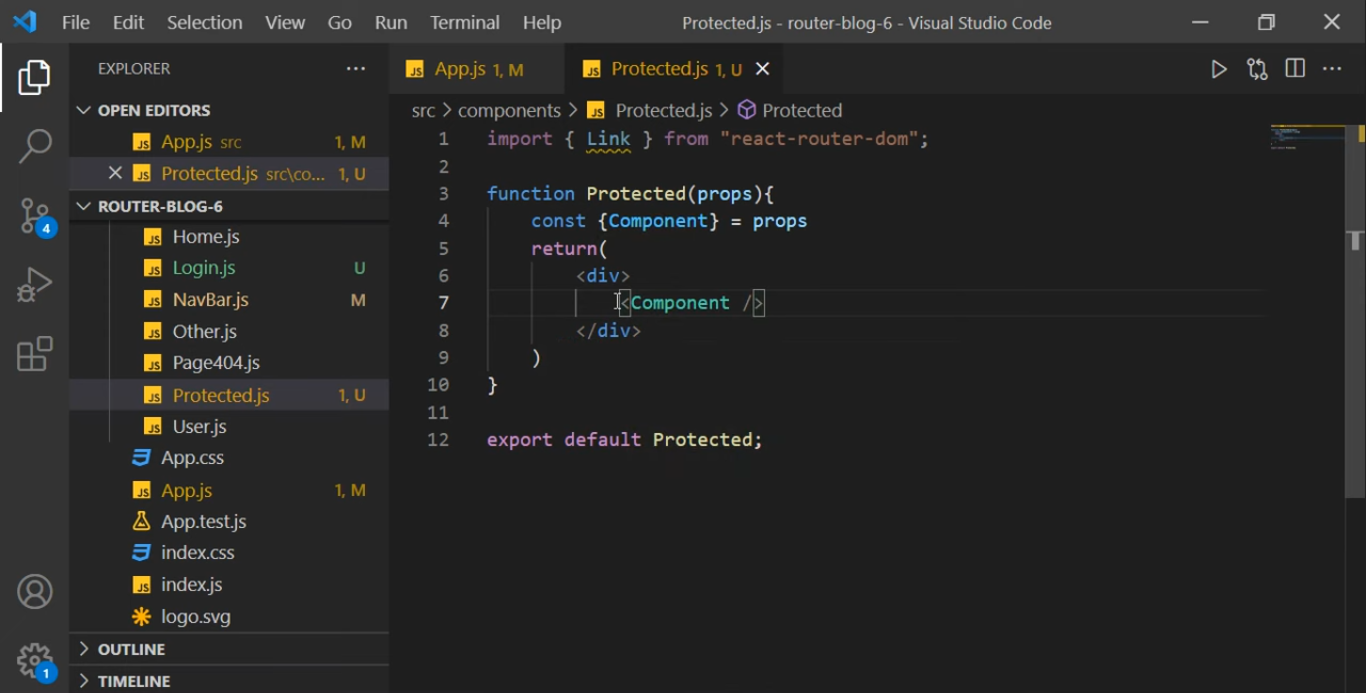 File Edit Selection View Go Run Terminal Help Protected.js - router-blog-6 - Visual Studio Code
EXPLORER
OPEN EDITORS
App.js src 1, M
Protected.js src\co... 1, U
ROUTER-BLOG-6
Home.js
Login.js U
NavBar.js M
Other.js
Page404.js
Protected.js 1, U
User.js
App.css
App.js 1, M
App.test.js
index.css
index.js
logo.svg
OUTLINE
TIMELINE
4
1
App.js 1, M Protected.js 1, U
src > components > JS Protected.js > Protected
1 import { Link } from "react-router-dom";
2
3 function Protected(props){
4 const {Component} = props
5 return(
6 <div>
7 <Component />
8 </div>
9 )
10 }
11
12 export default Protected;